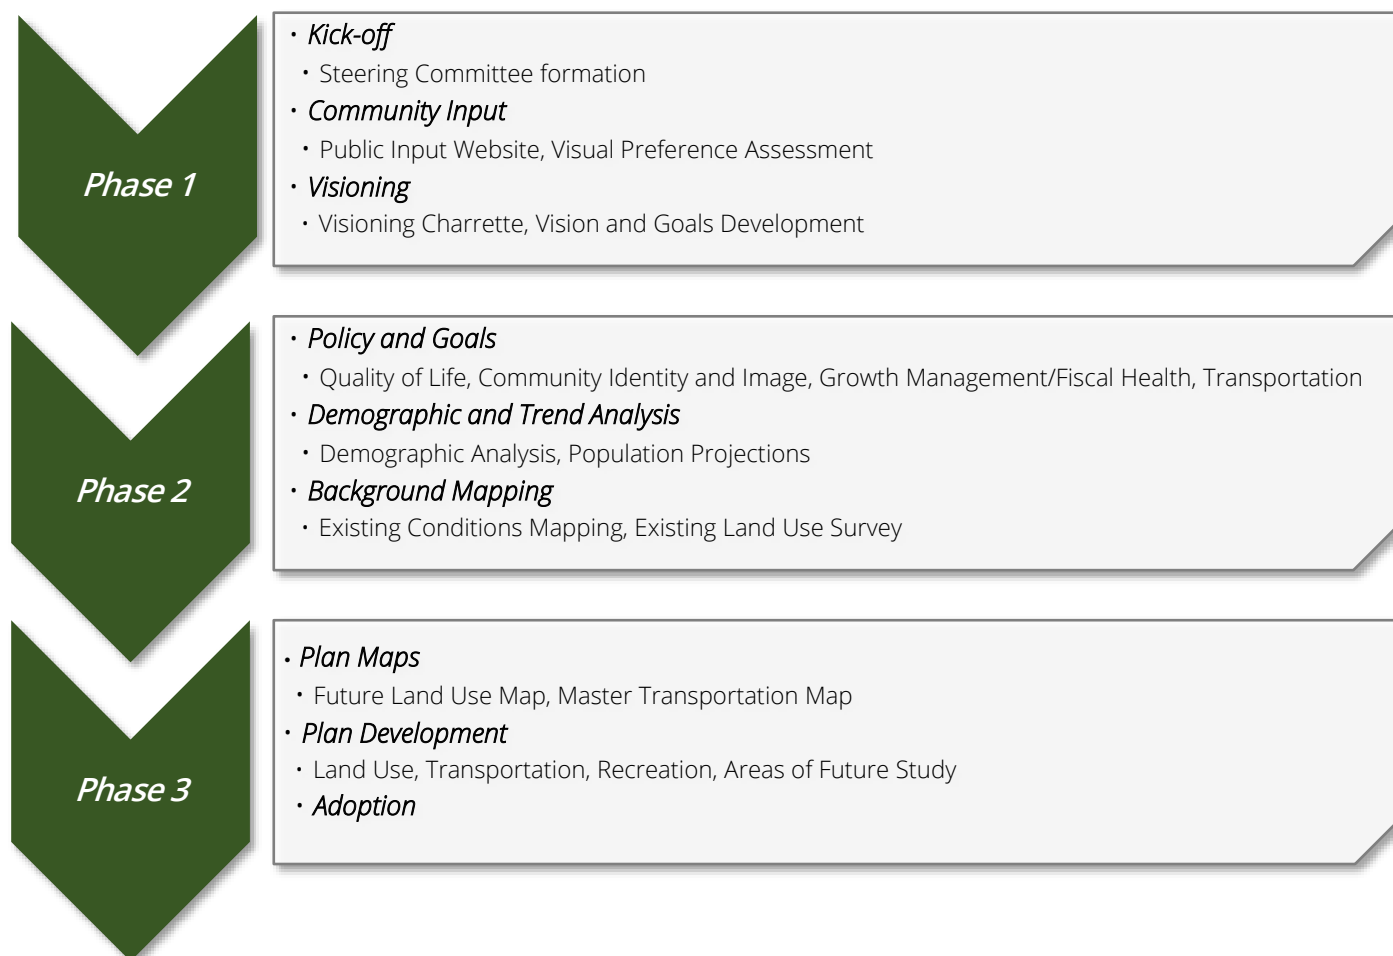 Phase 1
· Kick-off
· Steering Committee formation
· Community Input
· Public Input Website, Visual Preference Assessment
· Visioning
· Visioning Charrette, Vision and Goals Development
Phase 2
· Policy and Goals
· Quality of Life, Community Identity and Image, Growth Management/Fiscal Health, Transportation
· Demographic and Trend Analysis
· Demographic Analysis, Population Projections
· Background Mapping
· Existing Conditions Mapping, Existing Land Use Survey
Phase 3
· Plan Maps
· Future Land Use Map, Master Transportation Map
· Plan Development
· Land Use, Transportation, Recreation, Areas of Future Study
· Adoption